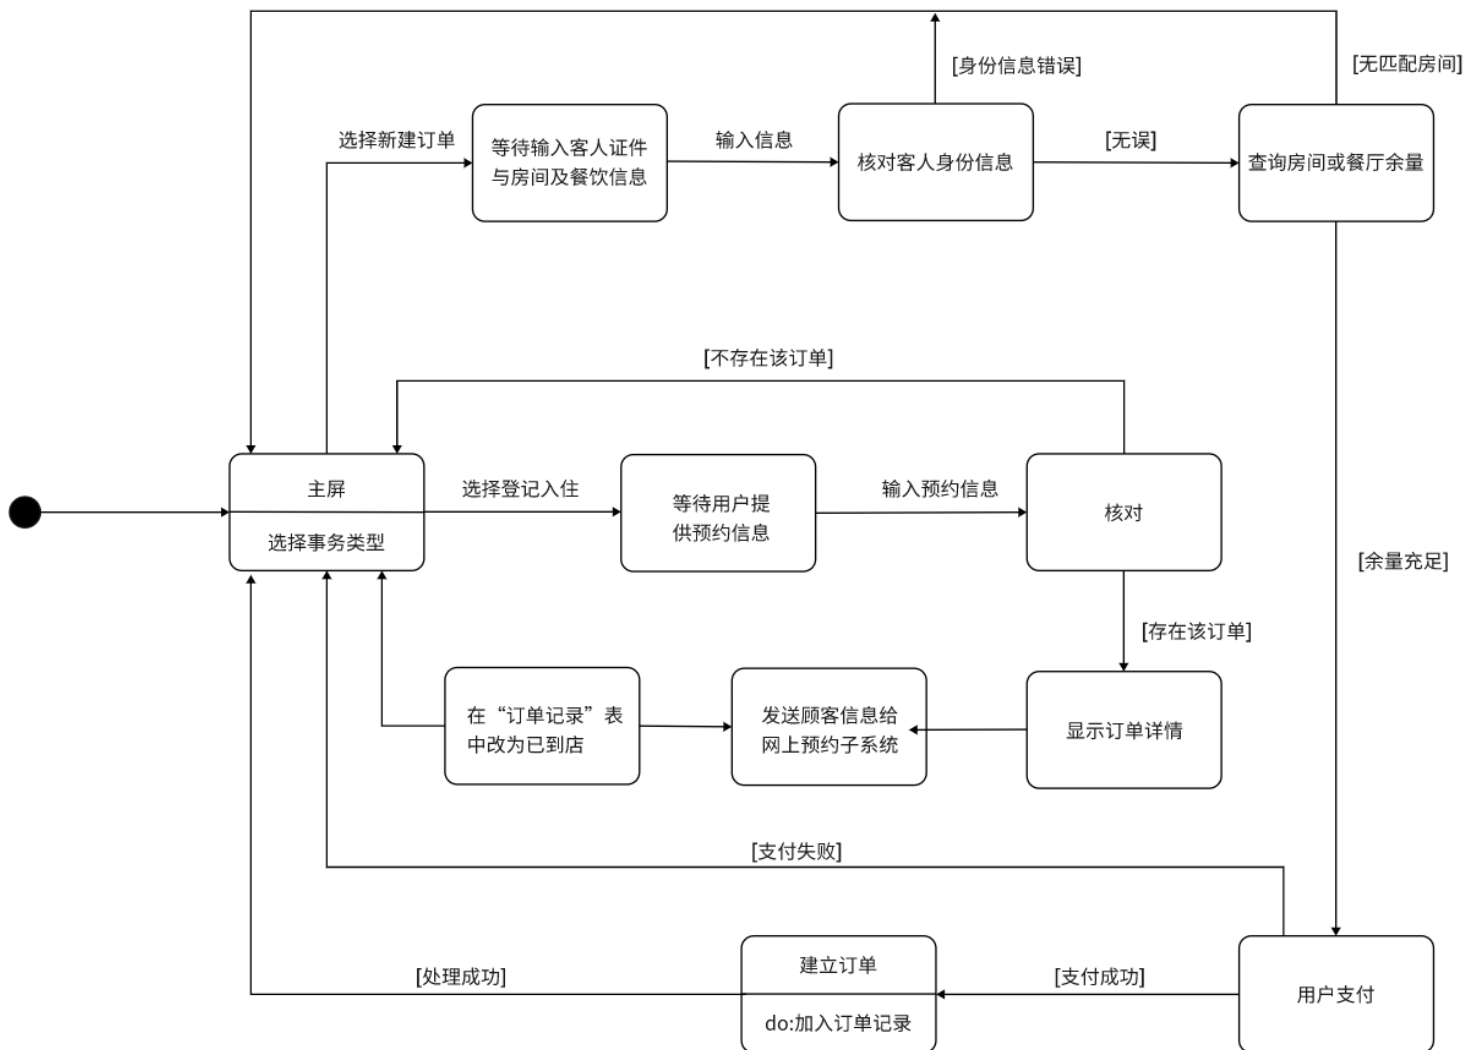 [身份信息错误]
[无匹配房间]
选择新建订单
等待输入客人证件
与房间及餐饮信息
输入信息
核对客人身份信息
[无误]
查询房间或餐厅余量
[不存在该订单]
主屏
选择事务类型
选择登记入住
等待用户提
供预约信息
输入预约信息
核对
[余量充足]
[存在该订单]
在“订单记录”表
中改为已到店
发送顾客信息给
网上预约子系统
显示订单详情
[支付失败]
[处理成功]
建立订单
do:加入订单记录
[支付成功]
用户支付